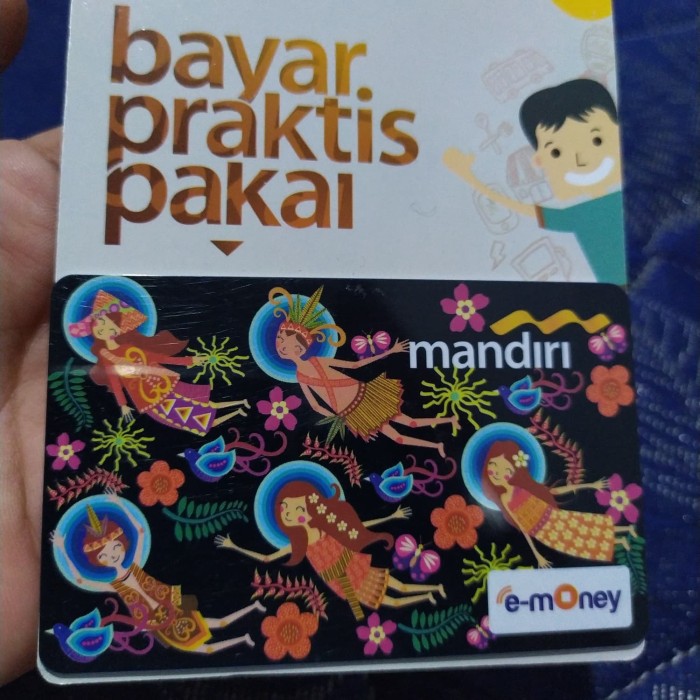 bayar
praktis
pakai
mandiri
e-money